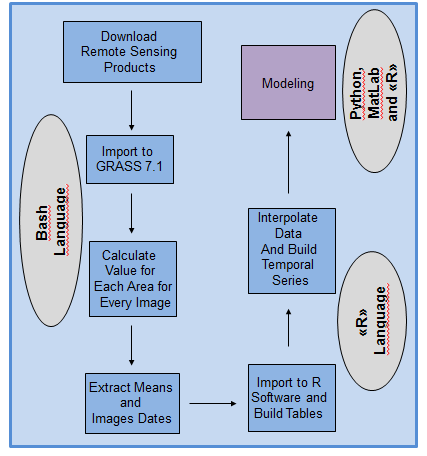 Download
Remote Sensing
Products
Import to
GRASS 7.1
Calculate
Value for
Each Area for
Every Image
Extract Means
and
Images Dates
Import to R
Software and
Build Tables
Interpolate
Data
And Build
Temporal
Series
Modeling
Bash
Language
«R»
Language
Python,
MatLab
and «R»